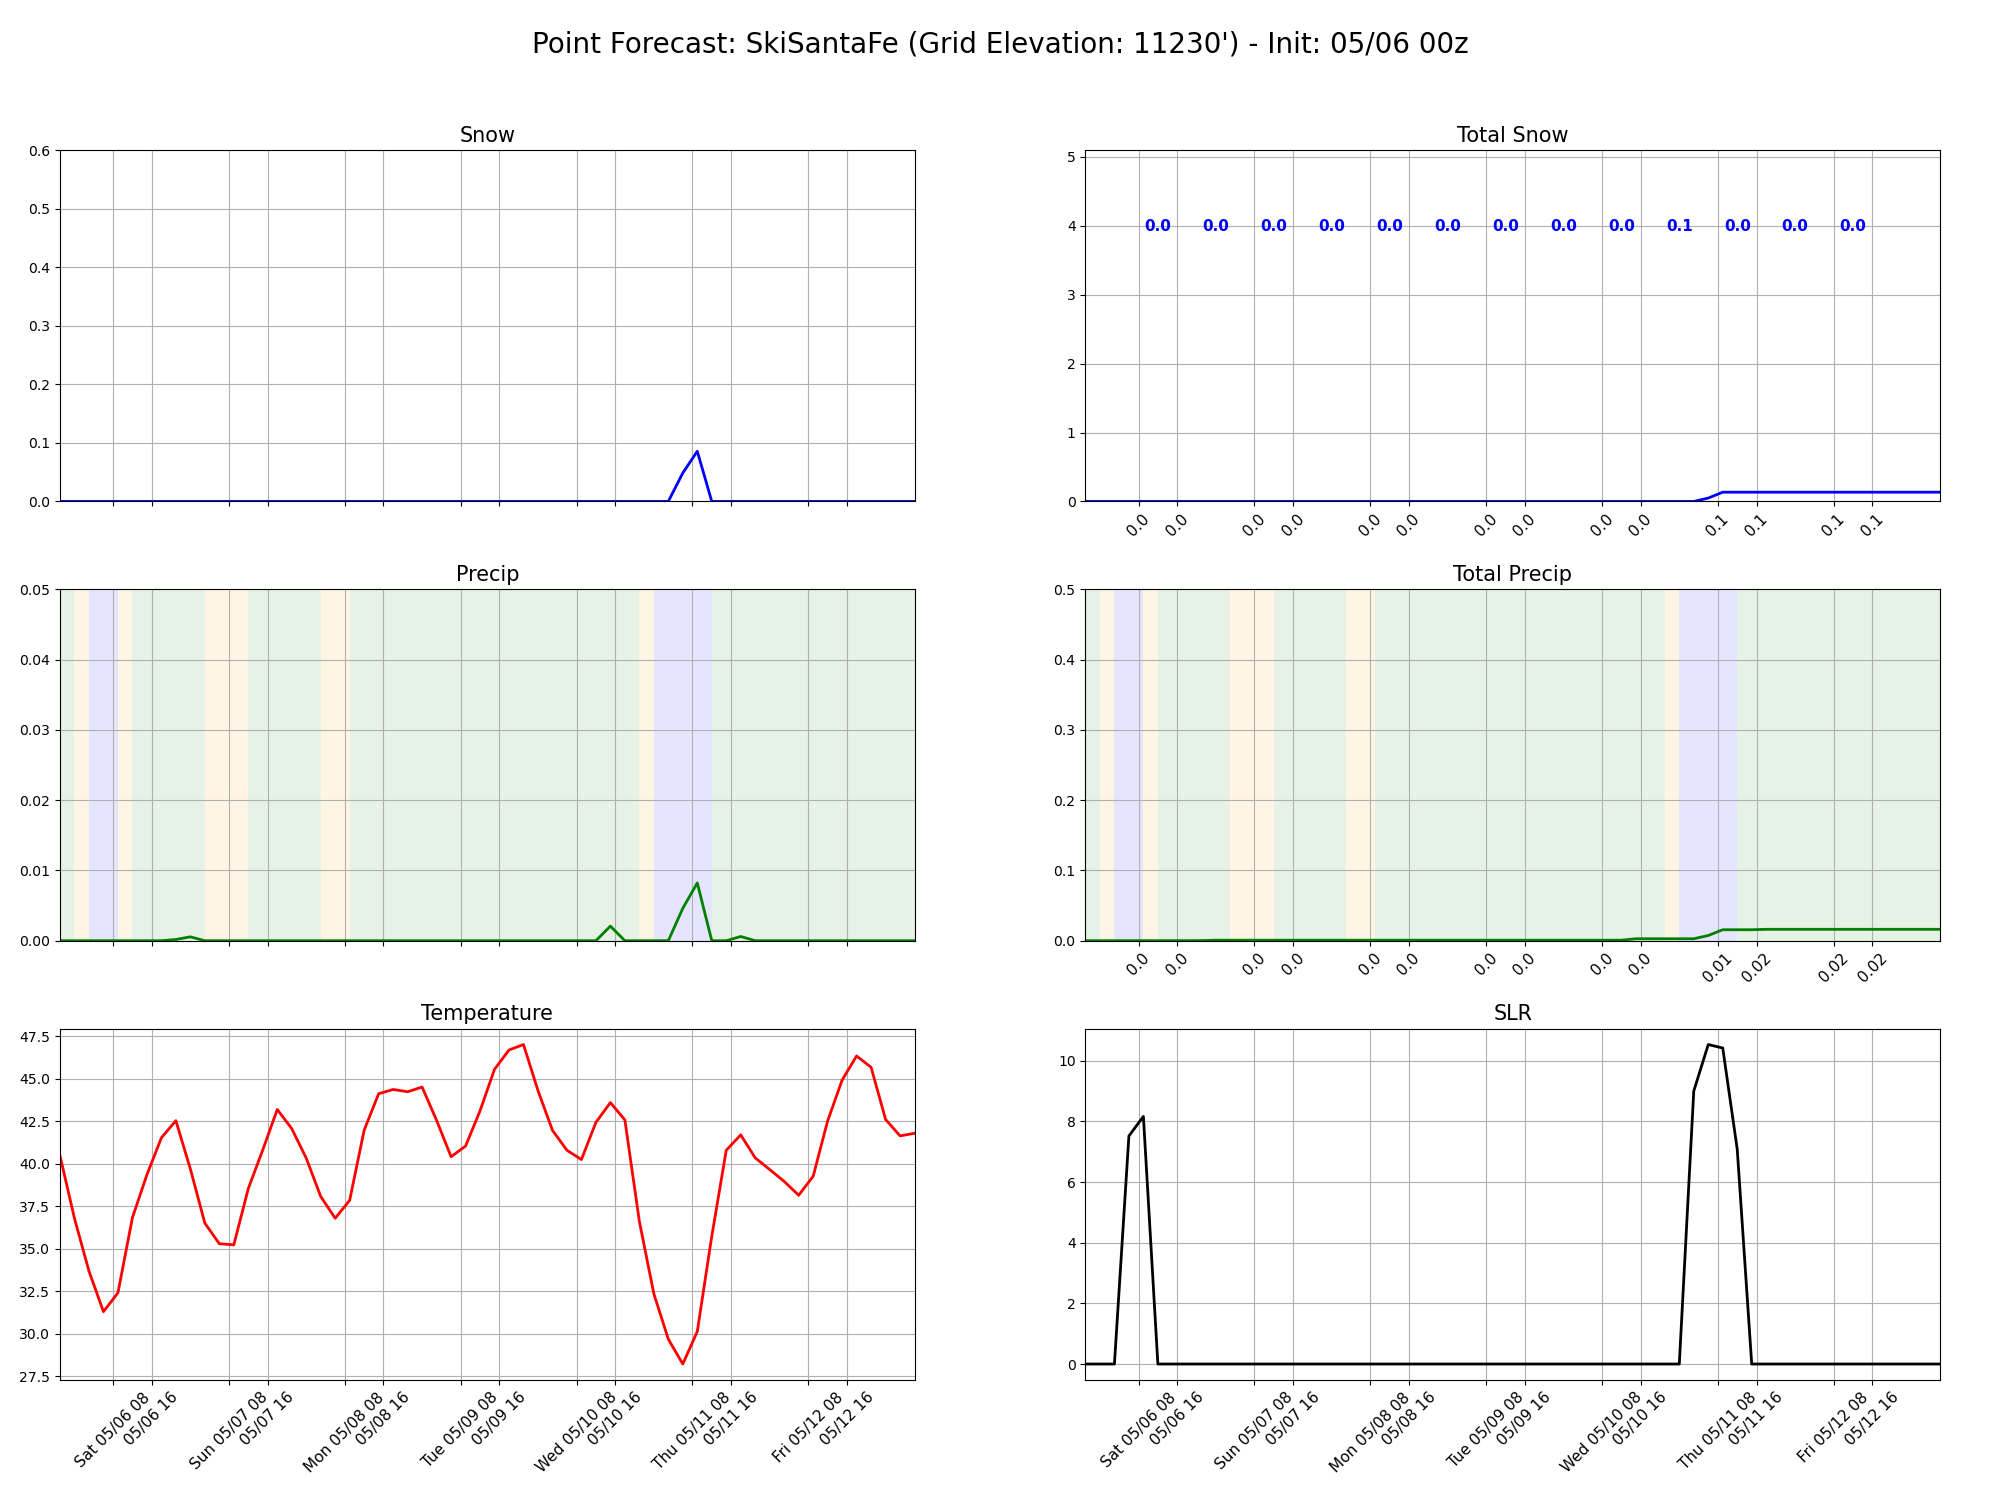 Point Forecast: SkiSantaFe (Grid Elevation: 11230') - Init: 05/06 00z
Snow
0.6
0.5
0.4
0.3
0.2
0.1
0.0
Total Snow
5
4
3
2
1
0
0.0 0.0 0.0 0.0 0.0 0.0 0.0 0.0 0.0 0.1 0.0 0.0 0.0
0.0 0.0 0.0 0.0 0.0 0.0 0.0 0.0 0.0 0.0 0.1 0.1 0.1 0.1
Precip
0.05
0.04
0.03
0.02
0.01
0.00
Total Precip
0.5
0.4
0.3
0.2
0.1
0.0
0.0 0.0 0.0 0.0 0.0 0.0 0.0 0.0 0.0 0.0 0.01 0.02 0.02 0.02
Temperature
47.5
45.0
42.5
40.0
37.5
35.0
32.5
30.0
27.5
Sat 05/06 08
05/06 16
Sun 05/07 08
05/07 16
Mon 05/08 08
05/08 16
Tue 05/09 08
05/09 16
Wed 05/10 08
05/10 16
Thu 05/11 08
05/11 16
Fri 05/12 08
05/12 16
SLR
10
8
6
4
2
0
Sat 05/06 08
05/06 16
Sun 05/07 08
05/07 16
Mon 05/08 08
05/08 16
Tue 05/09 08
05/09 16
Wed 05/10 08
05/10 16
Thu 05/11 08
05/11 16
Fri 05/12 08
05/12 16